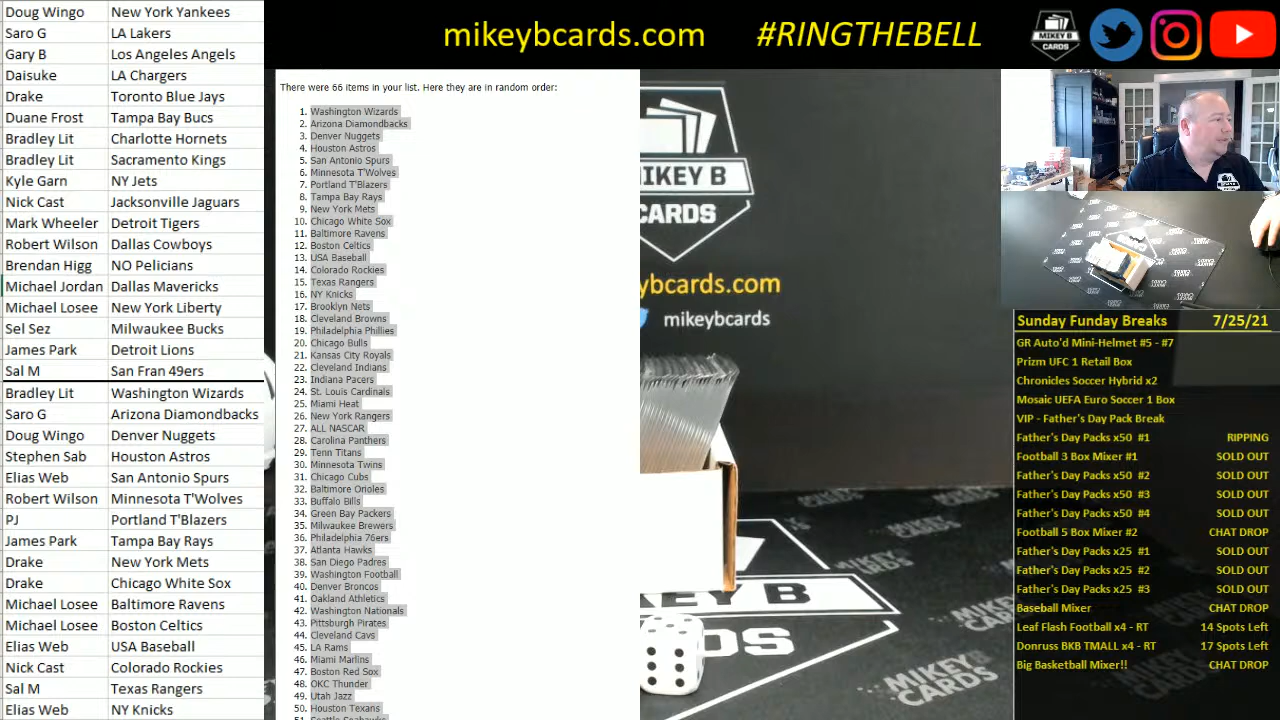 Doug Wingo New York Yankees
Saro G LA Lakers
Gary B Los Angeles Angels
Daisuke LA Chargers
Drake Toronto Blue Jays
Duane Frost Tampa Bay Bucs
Bradley Lit Charlotte Hornets
Bradley Lit Sacramento Kings
Kyle Garn NY Jets
Nick Cast Jacksonville Jaguars
Mark Wheeler Detroit Tigers
Robert Wilson Dallas Cowboys
Brendan Higg NO Pelicians
Michael Jordan Dallas Mavericks
Michael Losee New York Liberty
Sel Sez Milwaukee Bucks
James Park Detroit Lions
Sal M San Fran 49ers
Bradley Lit Washington Wizards
Saro G Arizona Diamondbacks
Doug Wingo Denver Nuggets
Stephen Sab Houston Astros
Elias Web San Antonio Spurs
Robert Wilson Minnesota T'Wolves
PJ Portland T'Blazers
James Park Tampa Bay Rays
Drake New York Mets
Drake Chicago White Sox
Michael Losee Baltimore Ravens
Michael Losee Boston Celtics
Elias Web USA Baseball
Nick Cast Colorado Rockies
Sal M Texas Rangers
Elias Web NY Knicks
mikeybcards.com #RINGTHEBELL
MIKEY B
CARDS
There were 66 items in your list. Here they are in random order:
1. Washington Wizards
2. Arizona Diamondbacks
3. Denver Nuggets
4. Houston Astros
5. San Antonio Spurs
6. Minnesota T'Wolves
7. Portland T'Blazers
8. Tampa Bay Rays
9. New York Mets
10. Chicago White Sox
11. Baltimore Ravens
12. Boston Celtics
13. USA Baseball
14. Colorado Rockies
15. Texas Rangers
16. NY Knicks
17. Brooklyn Nets
18. Cleveland Browns
19. Philadelphia Phillies
20. Chicago Bulls
21. Kansas City Royals
22. Cleveland Indians
23. Indiana Pacers
24. St. Louis Cardinals
25. Miami Heat
26. New York Rangers
27. ALL NASCAR
28. Carolina Panthers
29. Tenn Titans
30. Minnesota Twins
31. Chicago Cubs
32. Baltimore Orioles
33. Buffalo Bills
34. Green Bay Packers
35. Milwaukee Brewers
36. Philadelphia 76ers
37. Atlanta Hawks
38. San Diego Padres
39. Washington Football
40. Denver Broncos
41. Oakland Athletics
42. Washington Nationals
43. Pittsburgh Pirates
44. Cleveland Cavs
45. LA Rams
46. Miami Marlins
47. Boston Red Sox
48. OKC Thunder
49. Utah Jazz
50. Houston Texans
51. Seattle Seahawks
IKEY B
CARDS
ybcards.com
mikeybcards
KEY B
DS
MIKEY B
CARDS
Sunday Funday Breaks 7/25/21
GR Auto'd Mini-Helmet #5 - #7
Prizm UFC 1 Retail Box
Chronicles Soccer Hybrid x2
Mosaic UEFA Euro Soccer 1 Box
VIP - Father's Day Pack Break
Father's Day Packs x50 #1 RIPPING
Football 3 Box Mixer #1 SOLD OUT
Father's Day Packs x50 #2 SOLD OUT
Father's Day Packs x50 #3 SOLD OUT
Father's Day Packs x50 #4 SOLD OUT
Football 5 Box Mixer #2 CHAT DROP
Father's Day Packs x25 #1 SOLD OUT
Father's Day Packs x25 #2 SOLD OUT
Father's Day Packs x25 #3 SOLD OUT
Baseball Mixer CHAT DROP
Leaf Flash Football x4 - RT 14 Spots Left
Donruss BKB TMALL x4 - RT 17 Spots Left
Big Basketball Mixer!! CHAT DROP